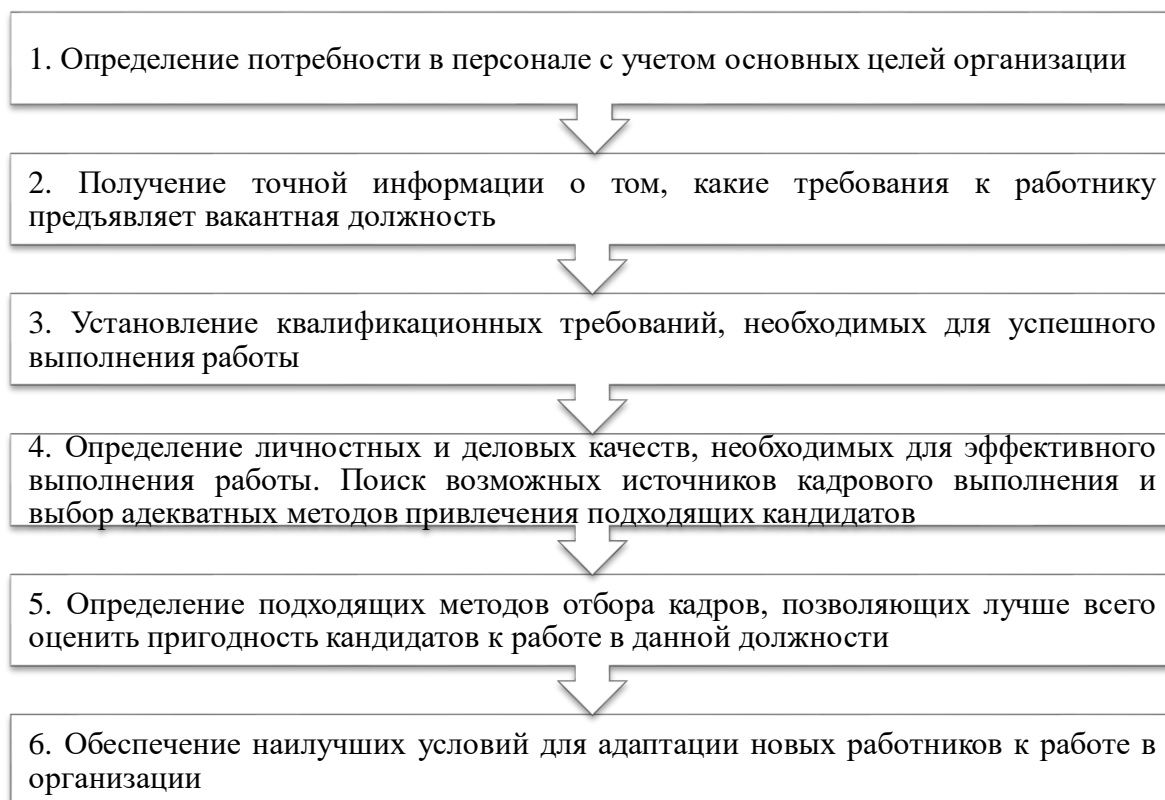 1. Определение потребности в персонале с учетом основных целей организации
2. Получение точной информации о том, какие требования к работнику
предъявляет вакантная должность
3. Установление квалификационных требований, необходимых для успешного
выполнения работы
4. Определение личностных и деловых качеств, необходимых для эффективного
выполнения работы. Поиск возможных источников кадрового выполнения и
выбор адекватных методов привлечения подходящих кандидатов
5. Определение подходящих методов отбора кадров, позволяющих лучше всего
оценить пригодность кандидатов к работе в данной должности
6. Обеспечение наилучших условий для адаптации новых работников к работе в
организации